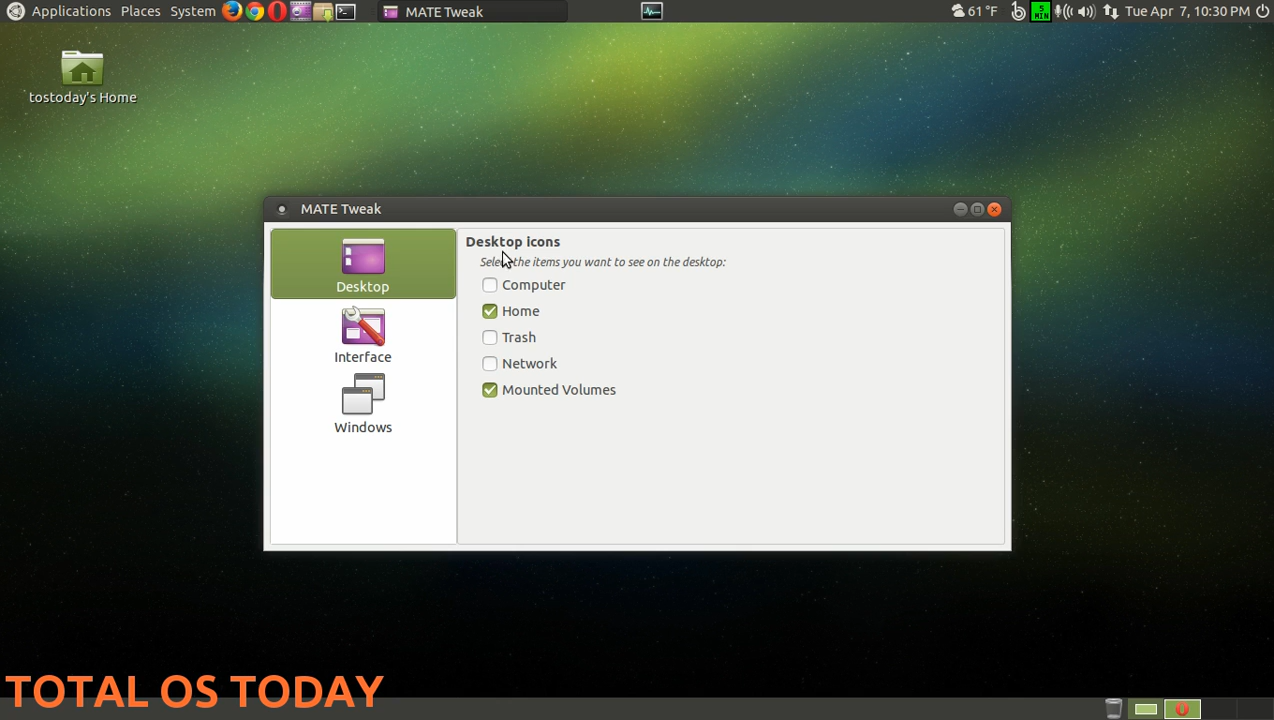 Applications Places System MATE Tweak 61 °F 5 MIN Tue Apr 7, 10:30 PM
tostoday's Home
MATE Tweak
Desktop
Interface
Windows
Desktop icons
Select the items you want to see on the desktop:
Computer
Home
Trash
Network
Mounted Volumes
TOTAL OS TODAY